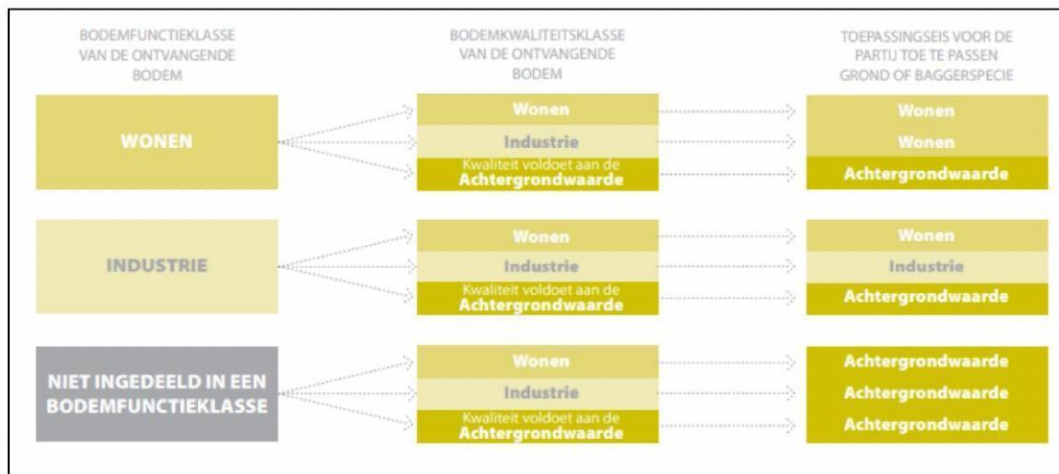 BODEMFUNCTIEKLASSE
VAN DE ONTVANGENDE
BODEM
BODEMKWALITEITSKLASSE
VAN DE ONTVANGENDE
BODEM
TOEPASSINGSEIS VOOR DE
PARTIJ TOE TE PASSEN
GROND OF BAGGERSPECIE
WONEN
Wonen
Industrie
Kwaliteit voldoet aan de
Achtergrondwaarde
Wonen
Wonen
Achtergrondwaarde
INDUSTRIE
Wonen
Industrie
Kwaliteit voldoet aan de
Achtergrondwaarde
Wonen
Industrie
Achtergrondwaarde
NIET INGEDEELD IN EEN
BODEMFUNCTIEKLASSE
Wonen
Industrie
Kwaliteit voldoet aan de
Achtergrondwaarde
Achtergrondwaarde
Achtergrondwaarde
Achtergrondwaarde